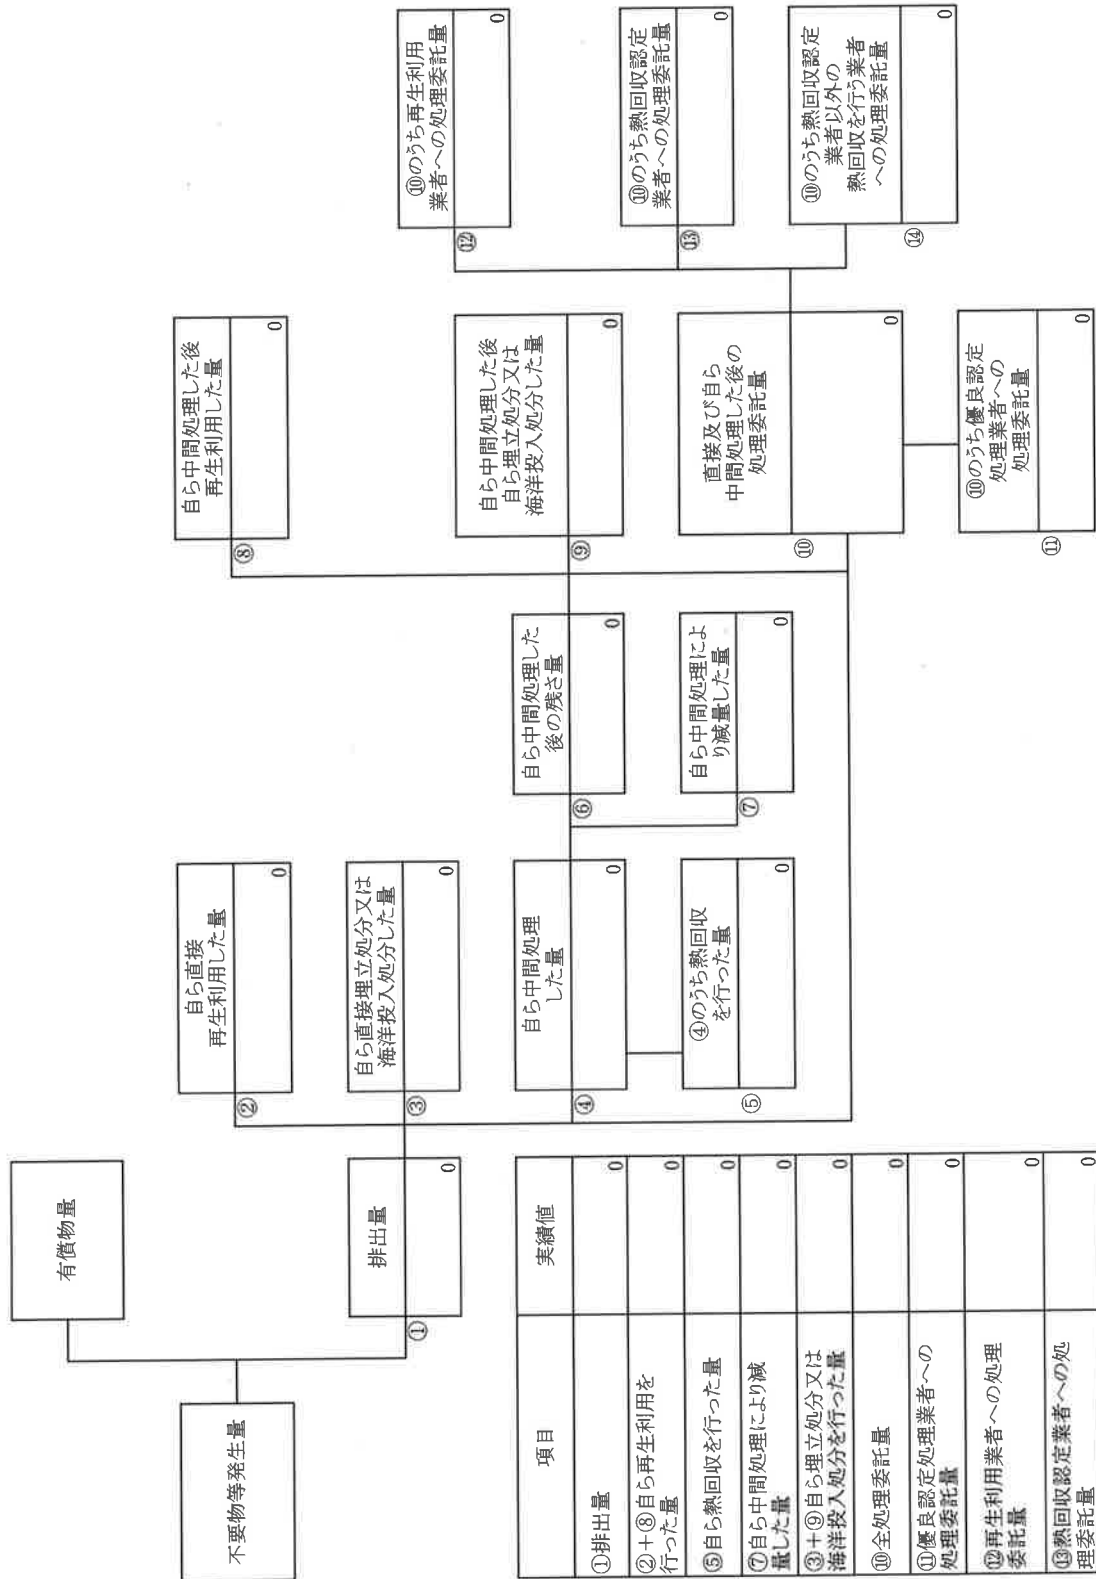 不要物等発生量
有償物量
排出量
①
0
自ら直接
再生利用した量
②
0
自ら直接埋立処分又は
海洋投入処分した量
③
0
自ら中間処理
した量
④
0
④のうち熱回収
を行った量
⑤
0
自ら中間処理した
後の残さ量
⑥
0
自ら中間処理によ
り減量した量
⑦
0
自ら中間処理した後
再生利用した量
⑧
0
自ら中間処理した後
自ら埋立処分又は
海洋投入処分した量
⑨
0
直接及び自ら
中間処理した後の
処理委託量
⑩
0
⑩のうち優良認定
処理業者への
処理委託量
⑪
0
⑩のうち再生利用
業者への処理委託量
⑫
0
⑩のうち熱回収認定
業者への処理委託量
⑬
0
⑩のうち熱回収認定
業者以外の
熱回収を行う業者
への処理委託量
⑭
0
項目 実績値
①排出量 0
②+⑧自ら再生利用を
行った量 0
⑤自ら熱回収を行った量 0
⑦自ら中間処理により減
量した量 0
③+⑨自ら埋立処分又は
海洋投入処分を行った量 0
⑩全処理委託量 0
⑪優良認定処理業者への
処理委託量 0
⑫再生利用業者への処理
委託量 0
⑬熱回収認定業者への処
理委託量 0